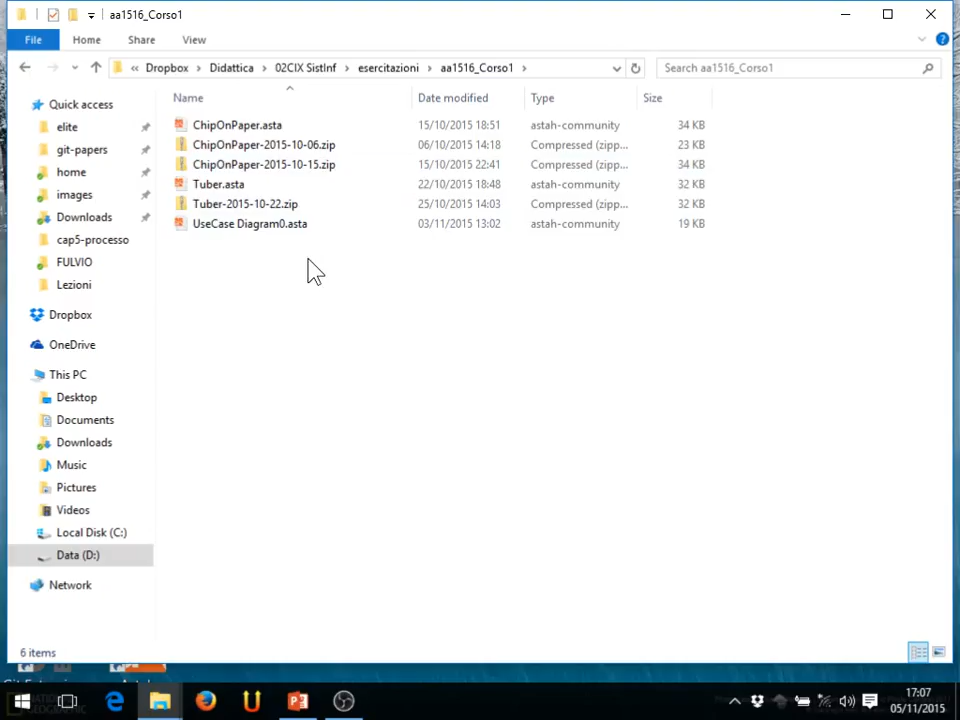 aa1516_Corso1
File Home Share View
« Dropbox › Didattica › 02CIX SistInf › esercitazioni › aa1516_Corso1 › Search aa1516_Corso1
Name Date modified Type Size
Quick access
elite
git-papers
home
images
Downloads
cap5-processo
FULVIO
Lezioni
Dropbox
OneDrive
This PC
Desktop
Documents
Downloads
Music
Pictures
Videos
Local Disk (C:)
Data (D:)
Network
ChipOnPaper.asta 15/10/2015 18:51 astah-community 34 KB
ChipOnPaper-2015-10-06.zip 06/10/2015 14:18 Compressed (zipp... 23 KB
ChipOnPaper-2015-10-15.zip 15/10/2015 22:41 Compressed (zipp... 34 KB
Tuber.asta 22/10/2015 18:48 astah-community 32 KB
Tuber-2015-10-22.zip 25/10/2015 14:03 Compressed (zipp... 32 KB
UseCase Diagram0.asta 03/11/2015 13:02 astah-community 19 KB
6 items
17:07
05/11/2015